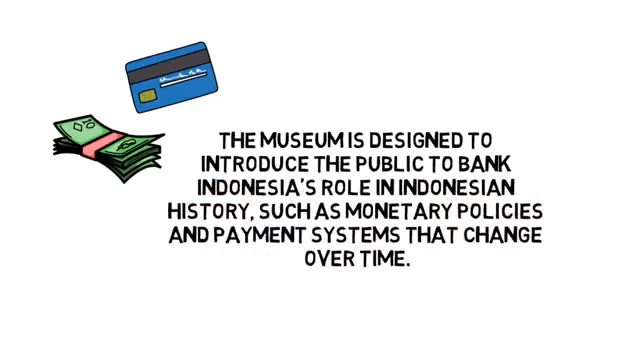 THE MUSEUM IS DESIGNED TO
INTRODUCE THE PUBLIC TO BANK
INDONESIA'S ROLE IN INDONESIAN
HISTORY, SUCH AS MONETARY POLICIES
AND PAYMENT SYSTEMS THAT CHANGE
OVER TIME.